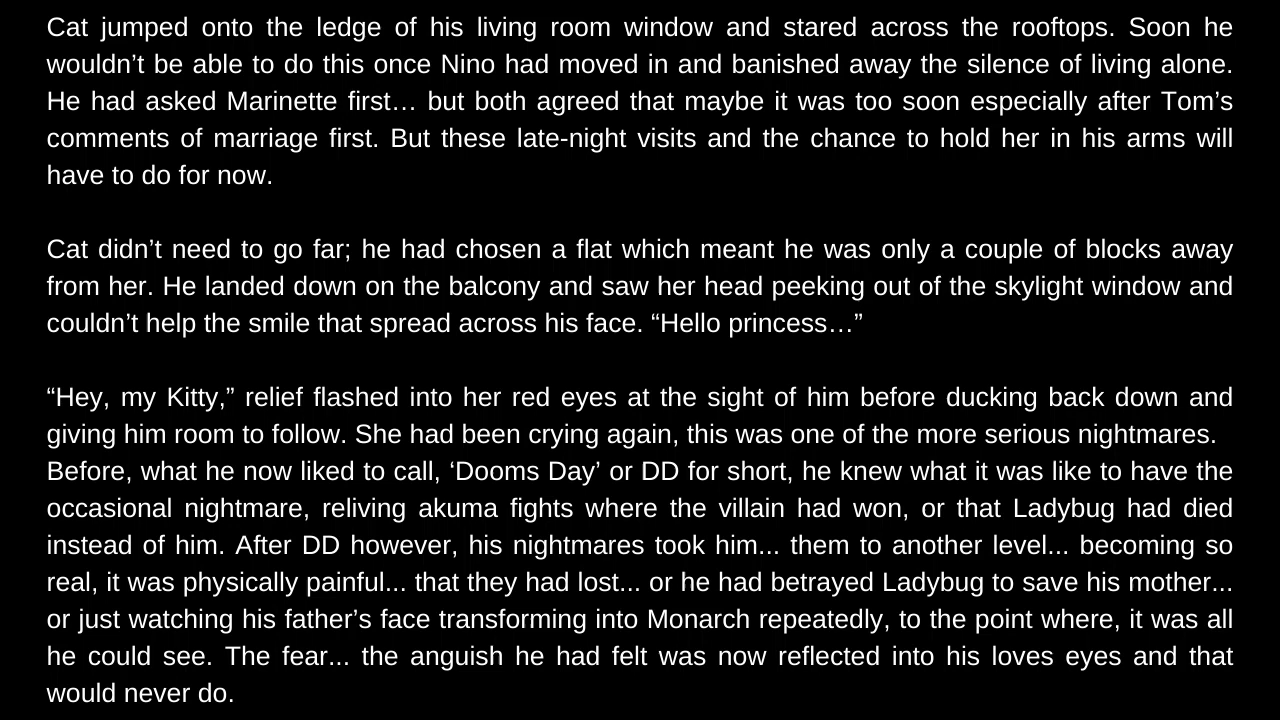 Cat jumped onto the ledge of his living room window and stared across the rooftops. Soon he
wouldn’t be able to do this once Nino had moved in and banished away the silence of living alone.
He had asked Marinette first… but both agreed that maybe it was too soon especially after Tom’s
comments of marriage first. But these late-night visits and the chance to hold her in his arms will
have to do for now.
Cat didn’t need to go far; he had chosen a flat which meant he was only a couple of blocks away
from her. He landed down on the balcony and saw her head peeking out of the skylight window and
couldn’t help the smile that spread across his face. “Hello princess…”
“Hey, my Kitty,” relief flashed into her red eyes at the sight of him before ducking back down and
giving him room to follow. She had been crying again, this was one of the more serious nightmares.
Before, what he now liked to call, ‘Dooms Day’ or DD for short, he knew what it was like to have the
occasional nightmare, reliving akuma fights where the villain had won, or that Ladybug had died
instead of him. After DD however, his nightmares took him... them to another level... becoming so
real, it was physically painful... that they had lost... or he had betrayed Ladybug to save his mother...
or just watching his father’s face transforming into Monarch repeatedly, to the point where, it was all
he could see. The fear... the anguish he had felt was now reflected into his loves eyes and that
would never do.